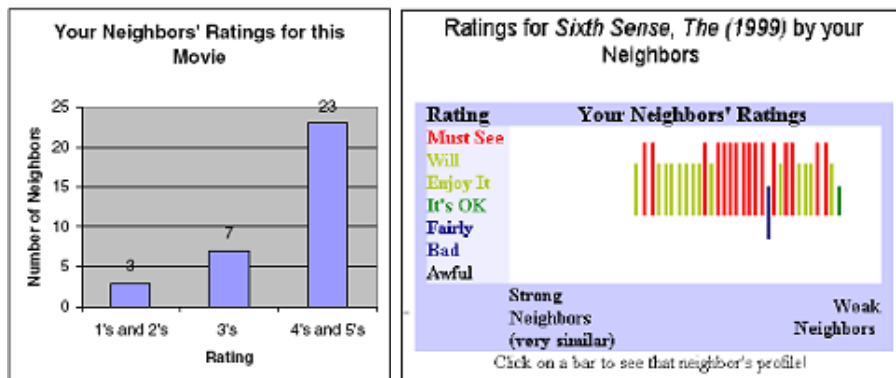 Your Neighbors' Ratings for this
Movie
25
20
15
10
5
0
Number of Neighbors
3
7
23
1's and 2's
3's
4's and 5's
Rating
Ratings for Sixth Sense, The (1999) by your
Neighbors
Rating
Your Neighbors' Ratings
Must See
Will
Enjoy It
It's OK
Fairly
Bad
Awful
Strong
Neighbors
(very similar)
Weak
Neighbors
Click on a bar to see that neighbor's profile!